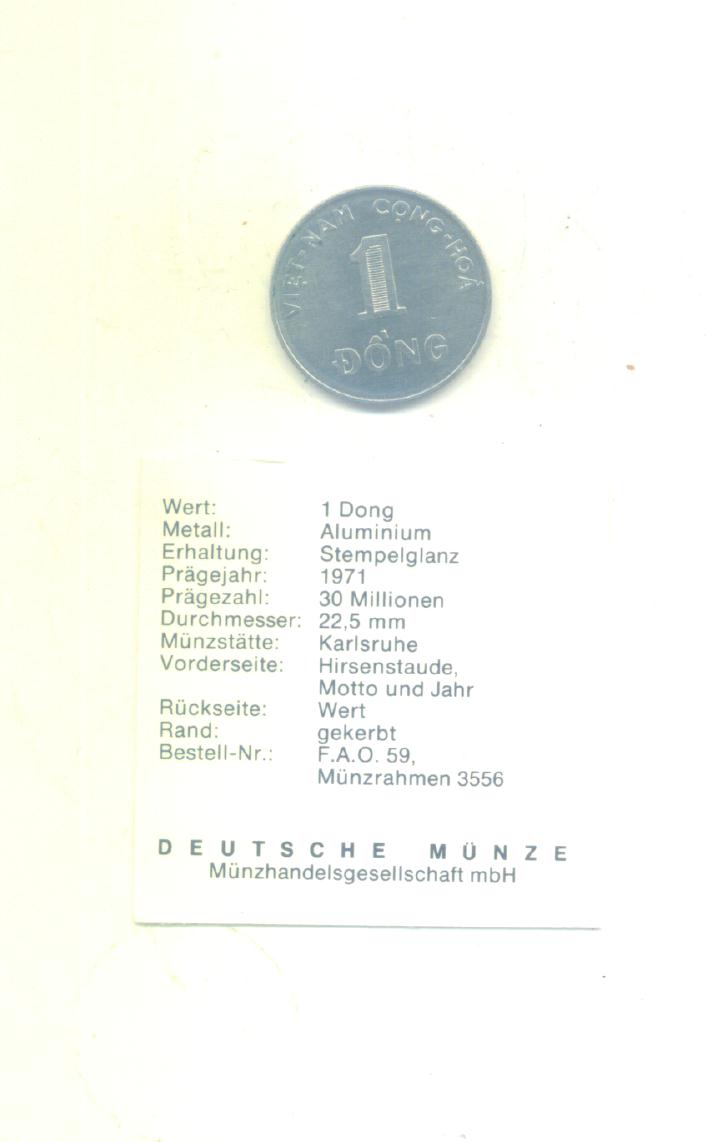 VIỆT-NAM CỘNG-HOÀ
1
ĐỒNG
Wert: 1 Dong
Metall: Aluminium
Erhaltung: Stempelglanz
Prägejahr: 1971
Prägezahl: 30 Millionen
Durchmesser: 22,5 mm
Münzstätte: Karlsruhe
Vorderseite: Hirsenstaude,
Motto und Jahr
Rückseite: Wert
Rand: gekerbt
Bestell-Nr.: F.A.O. 59,
Münzrahmen 3556
DEUTSCHE MÜNZE
Münzhandelsgesellschaft mbH